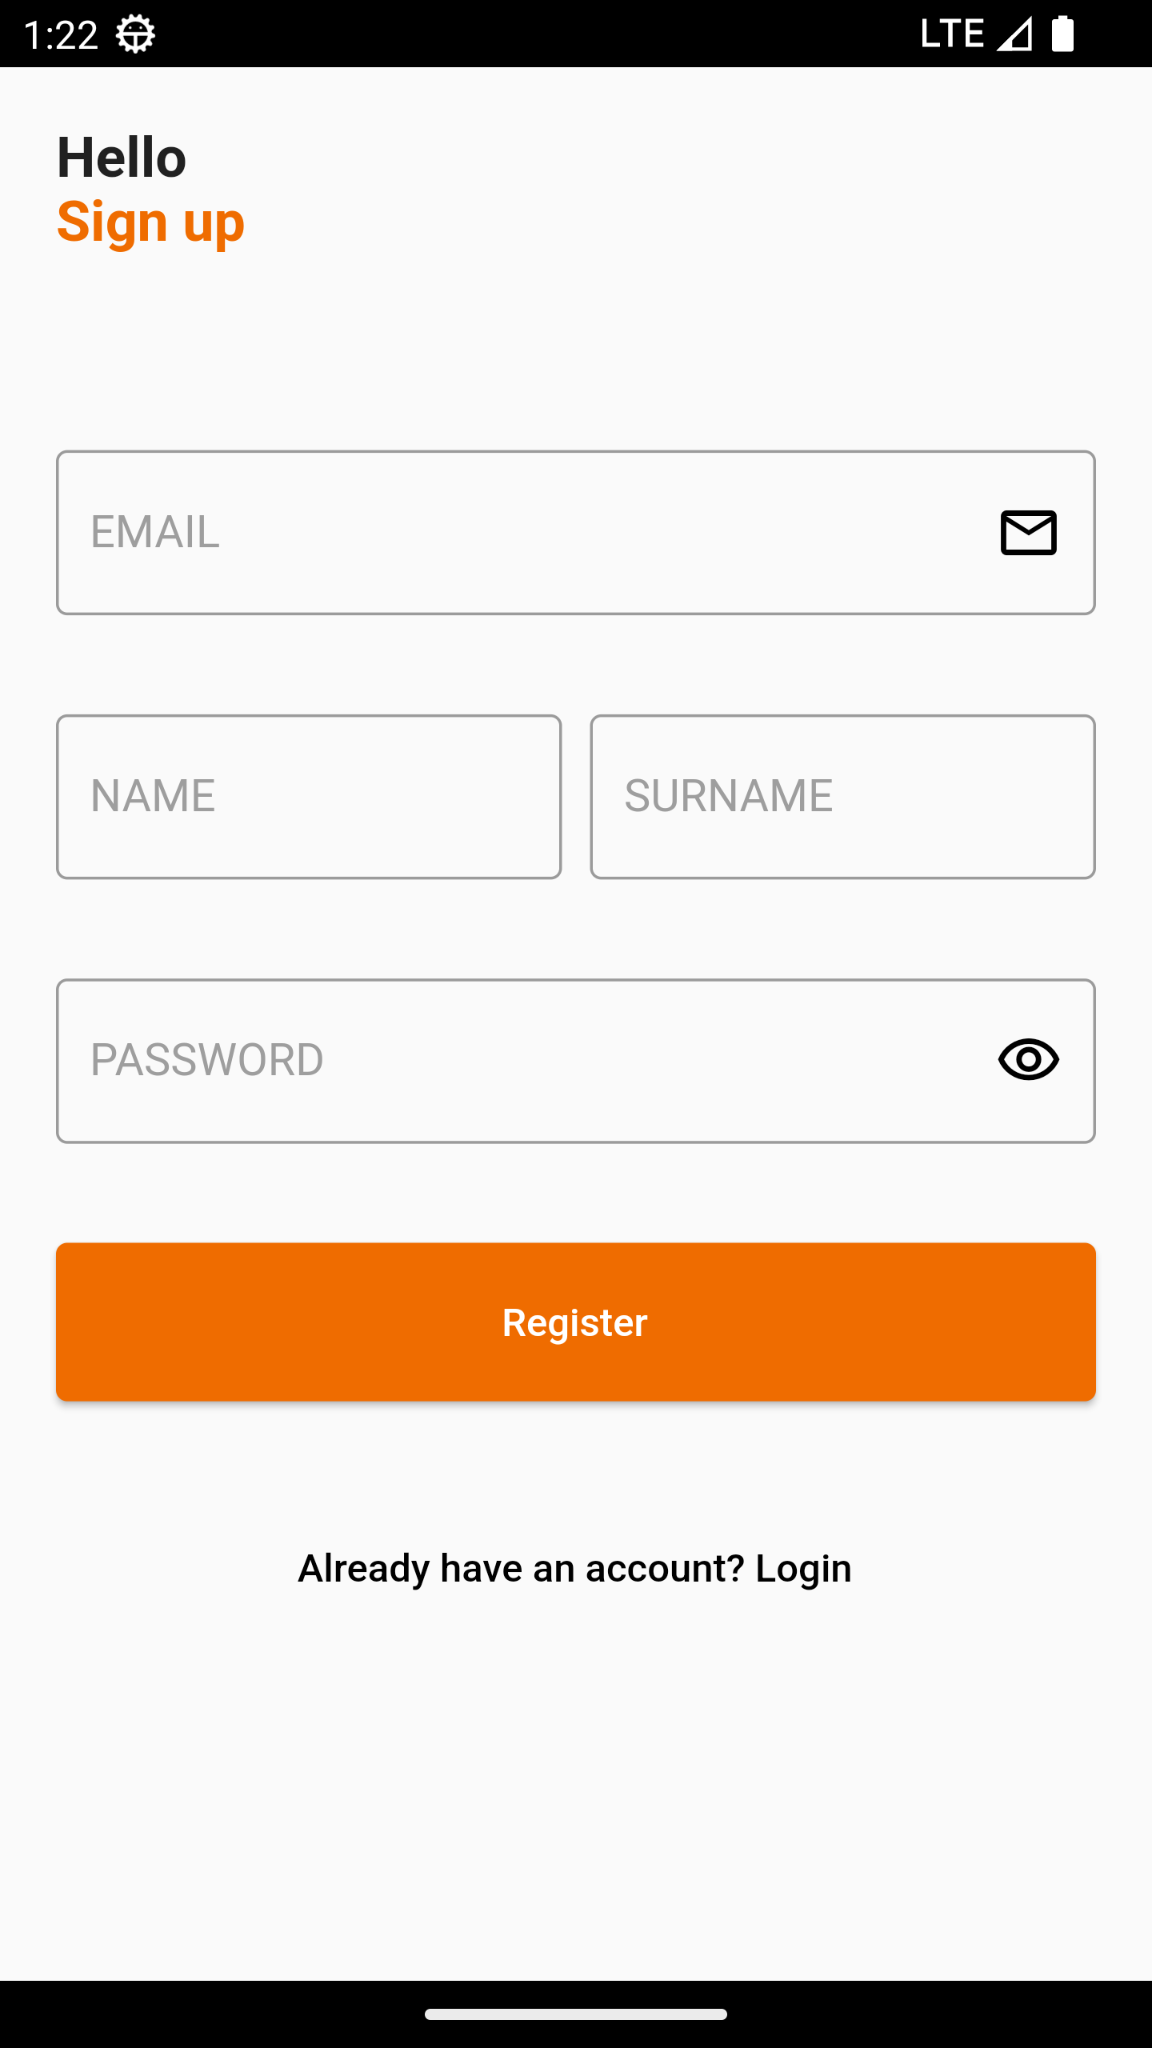 1:22 LTE
Hello
Sign up
EMAIL
NAME SURNAME
PASSWORD
Register
Already have an account? Login